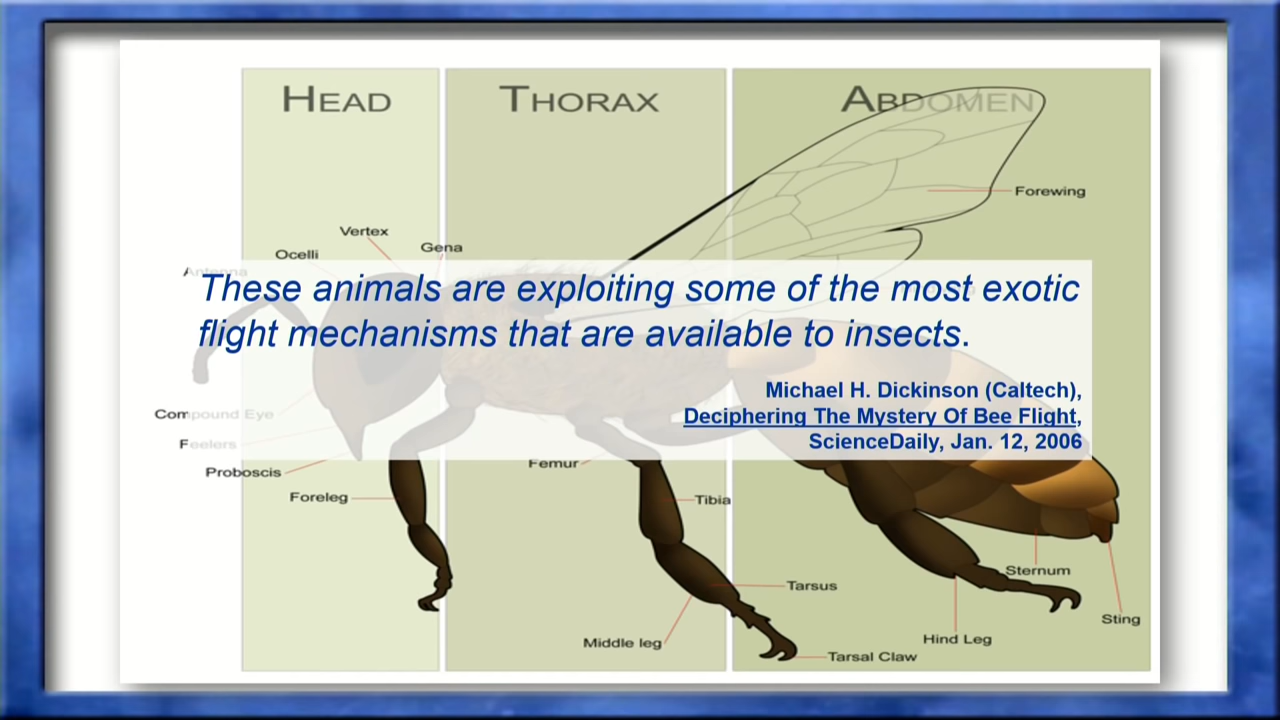 HEAD
THORAX
ABDOMEN
Forewing
Vertex
Gena
Ocelli
Antenna
These animals are exploiting some of the most exotic
flight mechanisms that are available to insects.
Michael H. Dickinson (Caltech),
Deciphering The Mystery Of Bee Flight,
ScienceDaily, Jan. 12, 2006
Compound Eye
Feelers
Proboscis
Femur
Foreleg
Tibia
Sternum
Tarsus
Sting
Middle leg
Hind Leg
Tarsal Claw